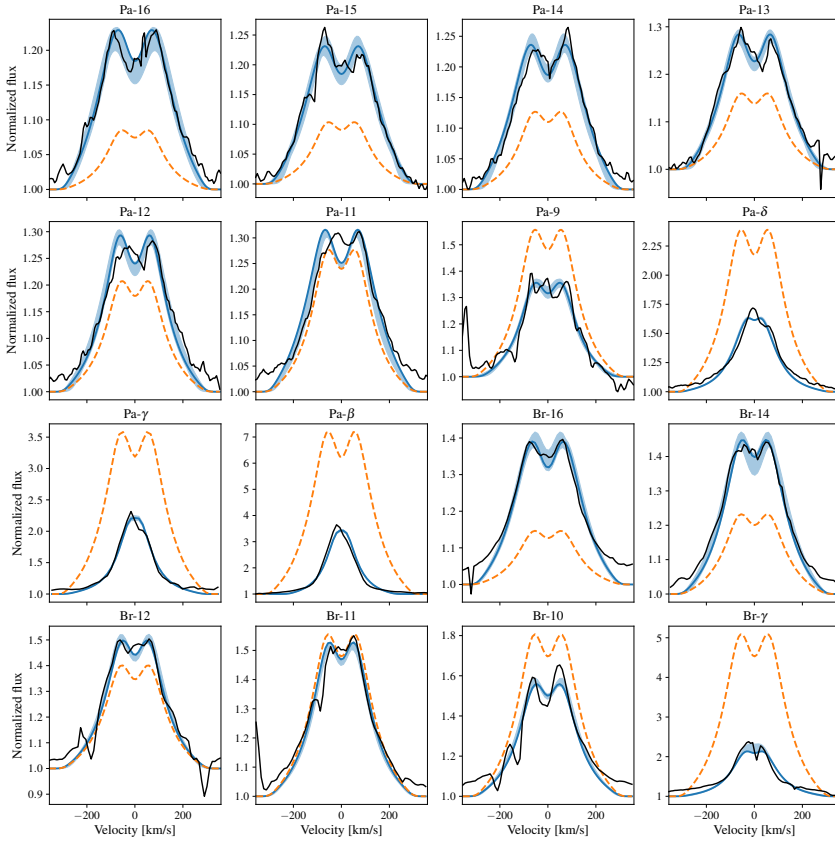 Pa-16 Pa-15 Pa-14 Pa-13
Normalized flux
1.20 1.15 1.10 1.05 1.00
1.25 1.20 1.15 1.10 1.05 1.00
1.25 1.20 1.15 1.10 1.05 1.00
1.3 1.2 1.1 1.0
Pa-12 Pa-11 Pa-9 Pa-δ
Normalized flux
1.30 1.25 1.20 1.15 1.10 1.05 1.00
1.30 1.25 1.20 1.15 1.10 1.05 1.00
1.5 1.4 1.3 1.2 1.1 1.0
2.25 2.00 1.75 1.50 1.25 1.00
Pa-γ Pa-β Br-16 Br-14
Normalized flux
3.5 3.0 2.5 2.0 1.5 1.0
7 6 5 4 3 2 1
1.4 1.3 1.2 1.1 1.0
1.4 1.3 1.2 1.1 1.0
Br-12 Br-11 Br-10 Br-γ
Normalized flux
1.5 1.4 1.3 1.2 1.1 1.0 0.9
1.5 1.4 1.3 1.2 1.1 1.0
1.8 1.6 1.4 1.2 1.0
5 4 3 2 1
−200 0 200 −200 0 200 −200 0 200 −200 0 200
Velocity [km/s] Velocity [km/s] Velocity [km/s] Velocity [km/s]